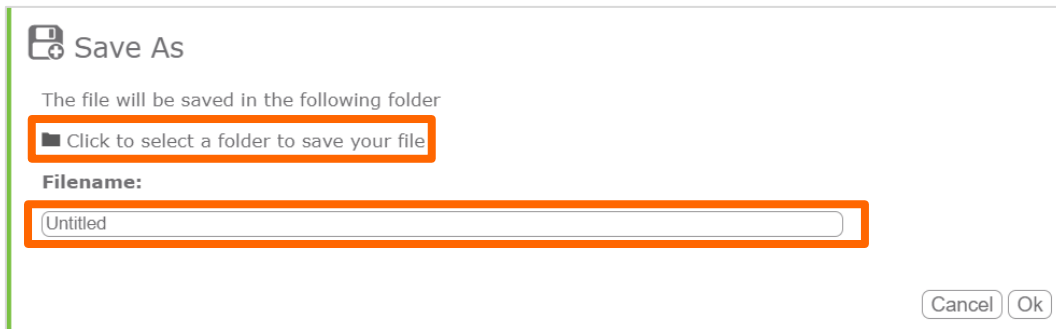 Save As
The file will be saved in the following folder
Click to select a folder to save your file
Filename:
Untitled
Cancel Ok